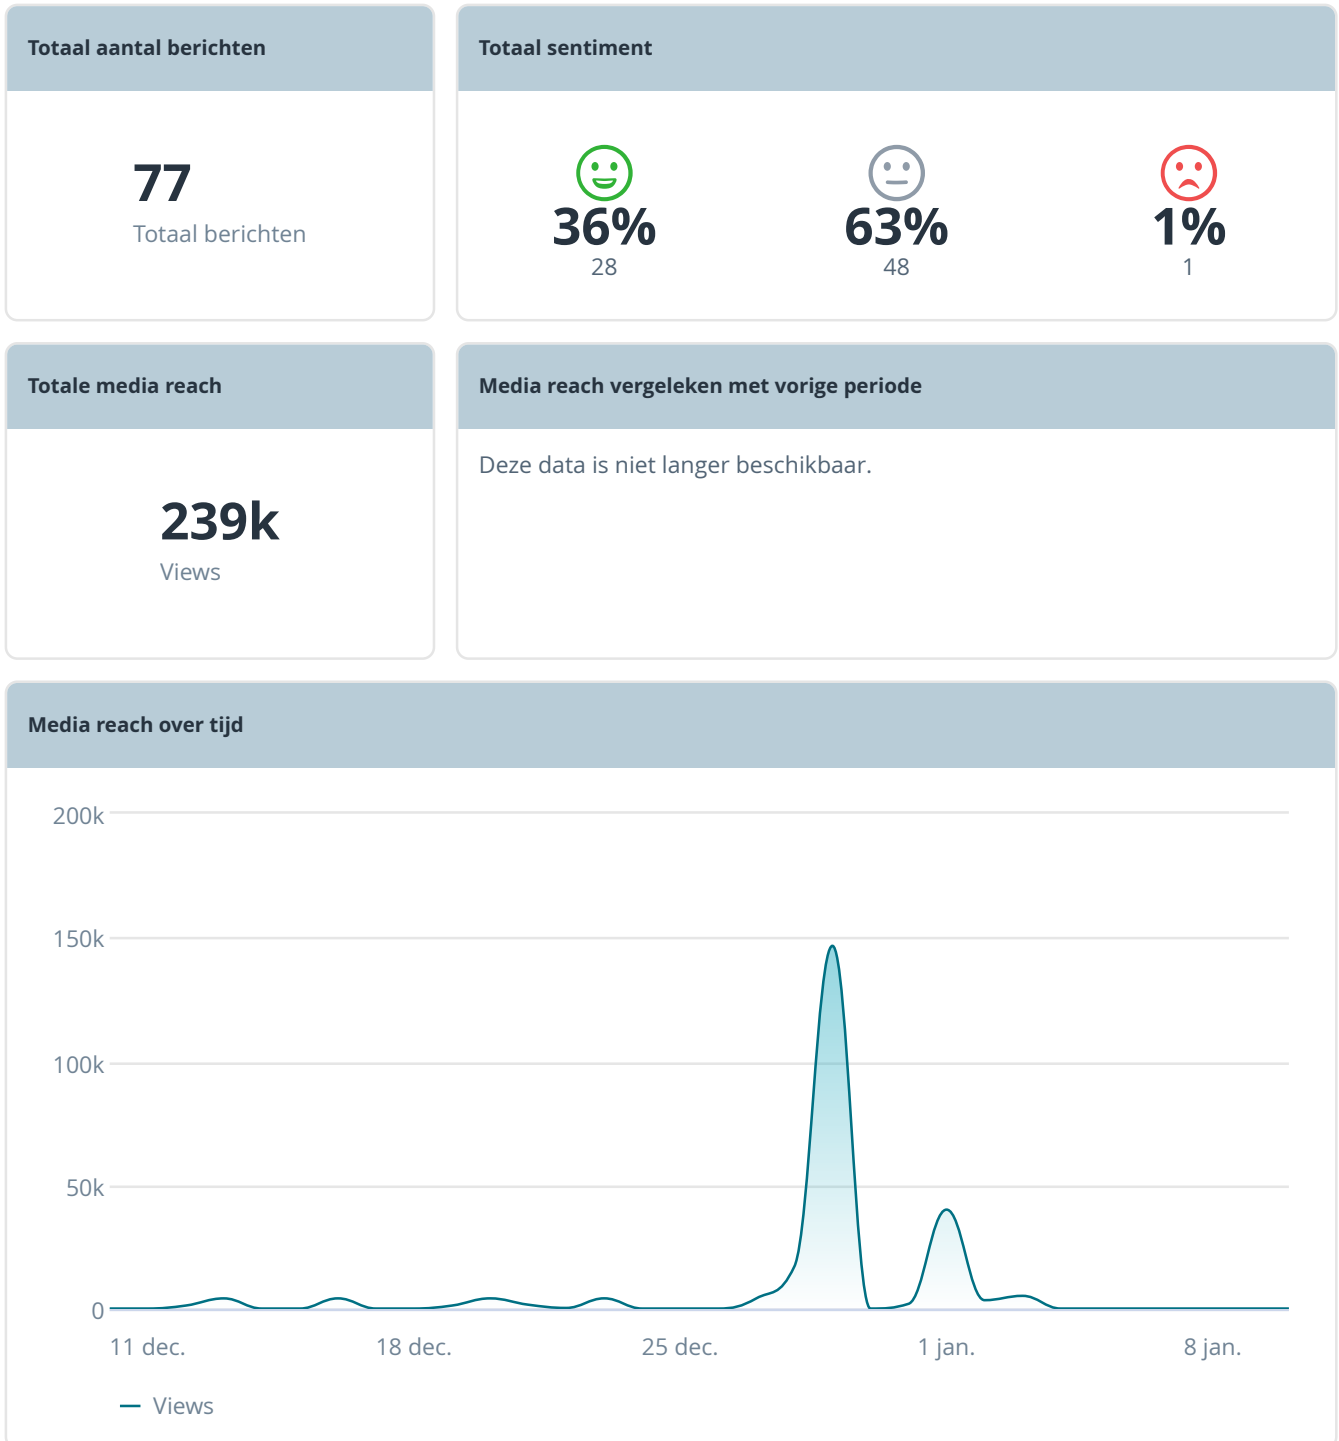 Totaal aantal berichten
77
Totaal berichten
Totaal sentiment
36%
28
63%
48
1%
1
Totale media reach
239k
Views
Media reach vergeleken met vorige periode
Deze data is niet langer beschikbaar.
Media reach over tijd
200k
150k
100k
50k
0
11 dec.
18 dec.
25 dec.
1 jan.
8 jan.
Views